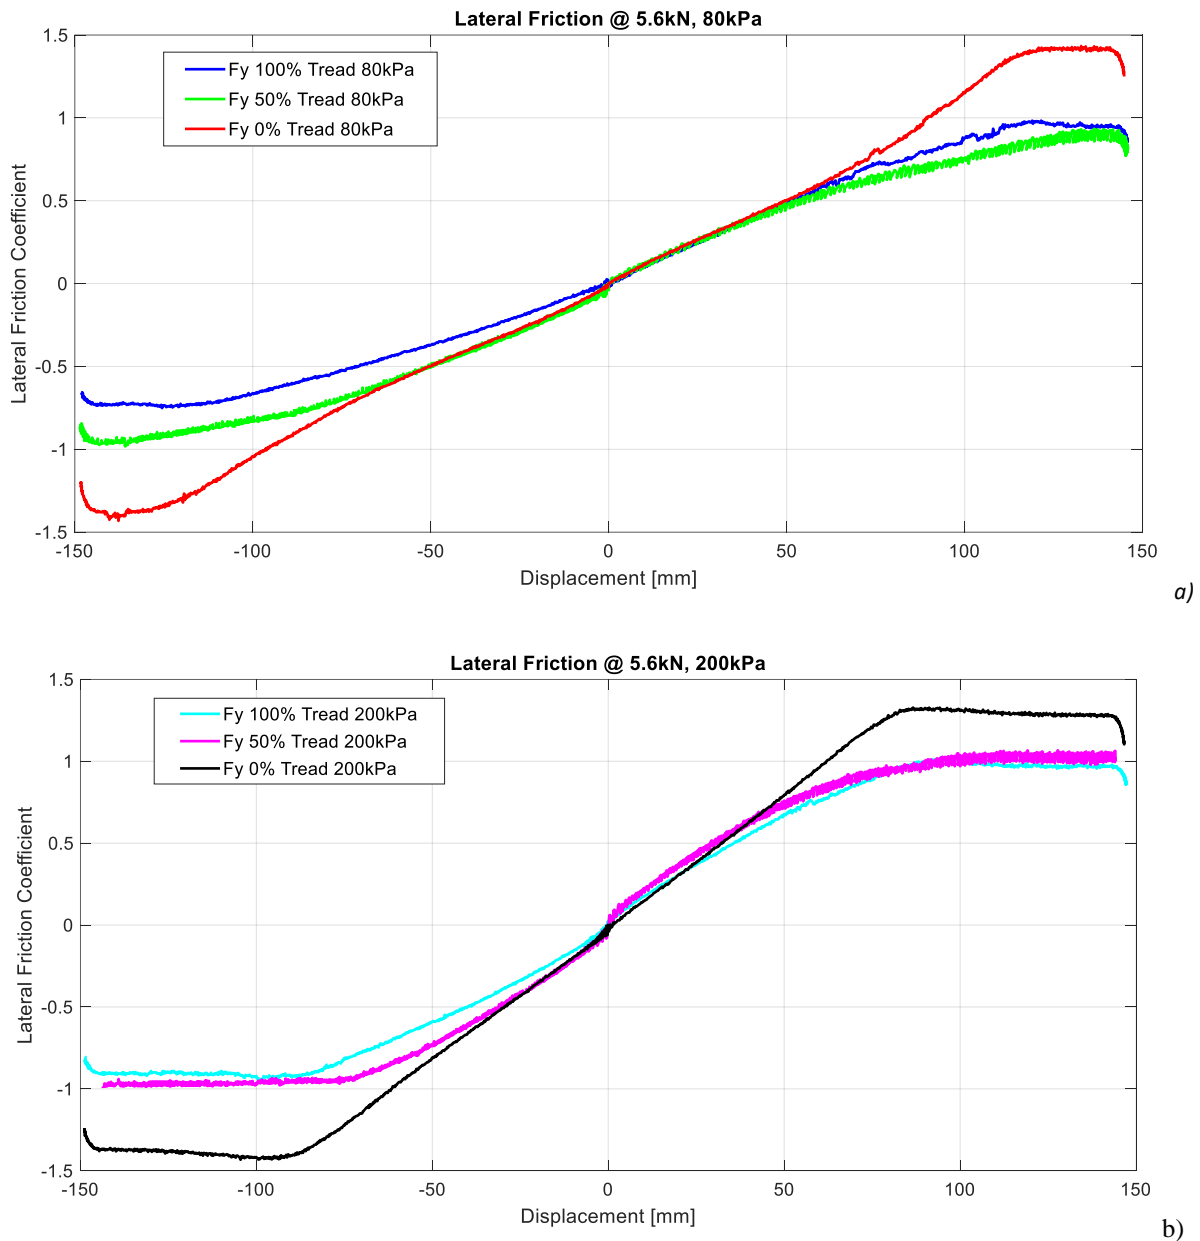 Lateral Friction @ 5.6kN, 80kPa
1.5
Fy 100% Tread 80kPa
Fy 50% Tread 80kPa
Fy 0% Tread 80kPa
1
0.5
0
-0.5
-1
-1.5
Lateral Friction Coefficient
-150 -100 -50 0 50 100 150
Displacement [mm]
a)
Lateral Friction @ 5.6kN, 200kPa
1.5
Fy 100% Tread 200kPa
Fy 50% Tread 200kPa
Fy 0% Tread 200kPa
1
0.5
0
-0.5
-1
-1.5
Lateral Friction Coefficient
-150 -100 -50 0 50 100 150
Displacement [mm]
b)